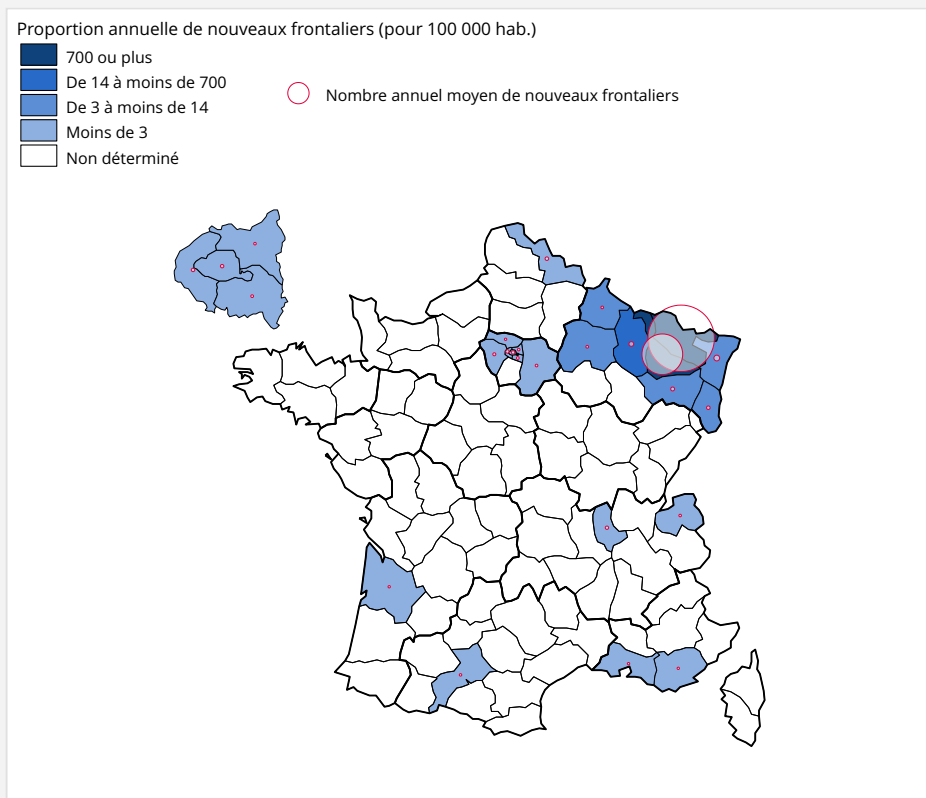 Proportion annuelle de nouveaux frontaliers (pour 100 000 hab.)
700 ou plus
De 14 à moins de 700
De 3 à moins de 14
Moins de 3
Non déterminé
Nombre annuel moyen de nouveaux frontaliers